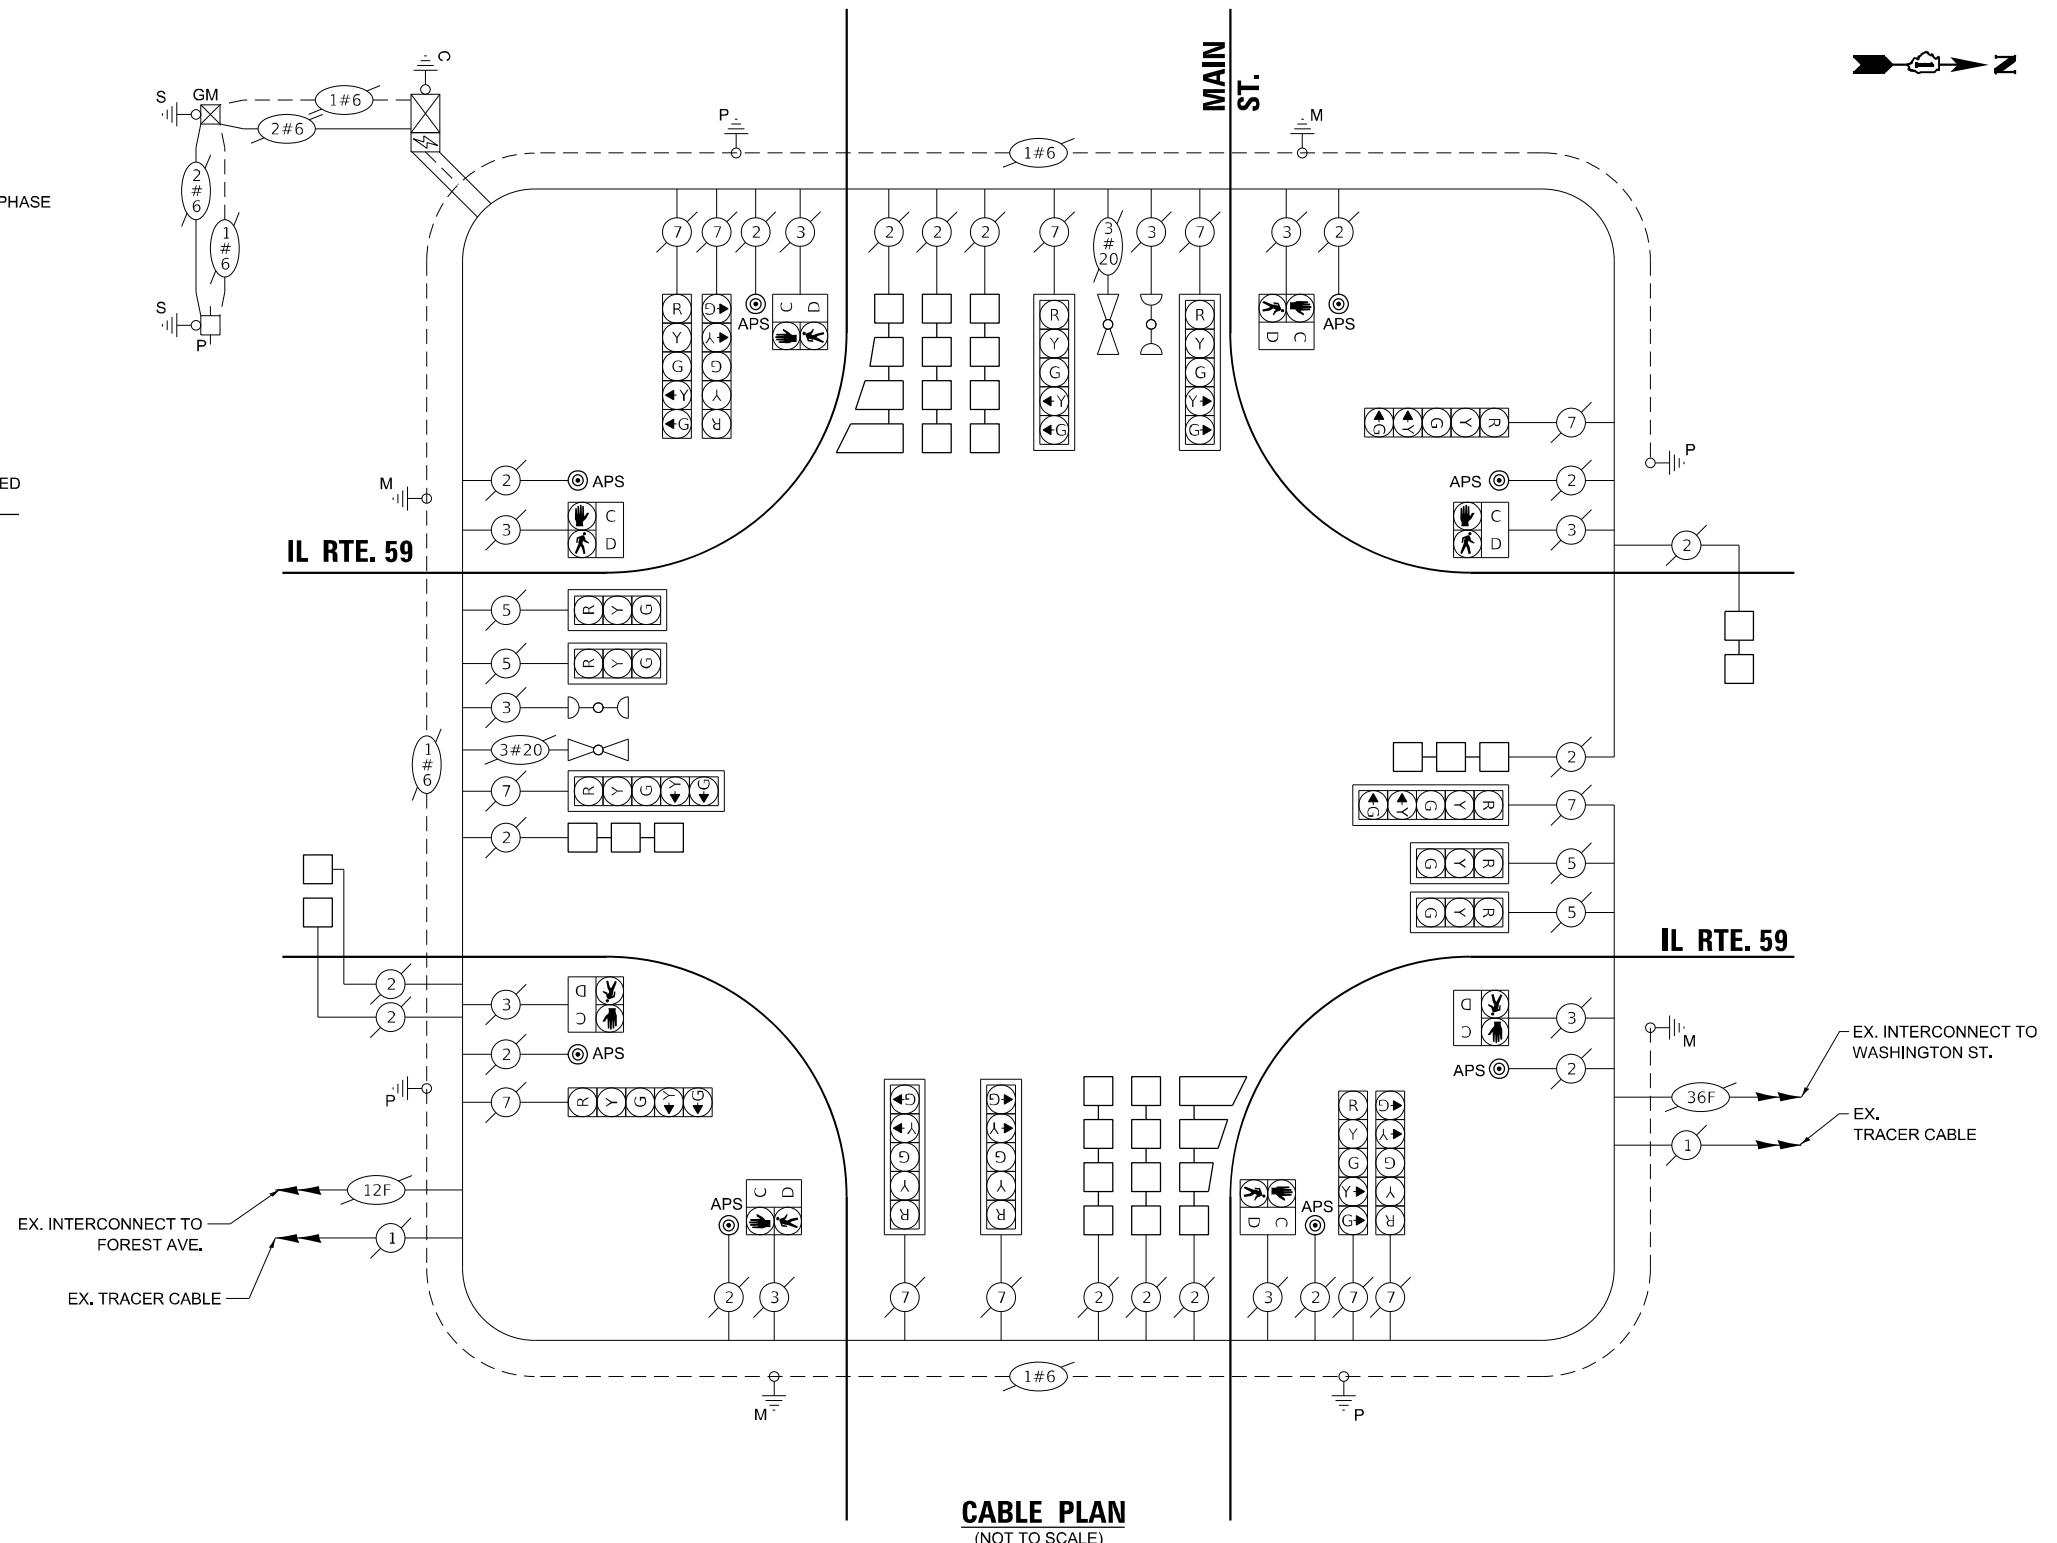 C
GM
S
1#6
2#6
2
#
6
1
#
6
S
P
PHASE
ED
MAIN
ST.
N
P
1#6
M
7
7
2
3
2
2
2
7
3
#
20
3
7
3
2
R
Y
G
Y
G
G
Y
G
Y
R
APS
C D
R
Y
G
Y
G
R
Y
G
Y
G
D C
APS
G Y G Y R
7
APS
2
C
D
3
P
2
M
2
APS
3
C
D
IL RTE. 59
5
R Y G
5
R Y G
3
3#20
7
R Y G Y G
2
1
#
6
2
G Y G Y R
7
G Y R
5
G Y R
5
IL RTE. 59
2
2
3
D
C
2
APS
P
7
R Y G Y G
D
C
3
APS
2
M
EX. INTERCONNECT TO
WASHINGTON ST.
36F
EX.
TRACER CABLE
1
12F
EX. INTERCONNECT TO
FOREST AVE.
1
EX. TRACER CABLE
APS
C D
G
Y
G
Y
R
G
Y
G
Y
R
D C
APS
R
Y
G
Y
G
G
Y
G
Y
R
2
3
7
7
2
2
2
3
2
7
7
M
1#6
P
CABLE PLAN
(NOT TO SCALE)